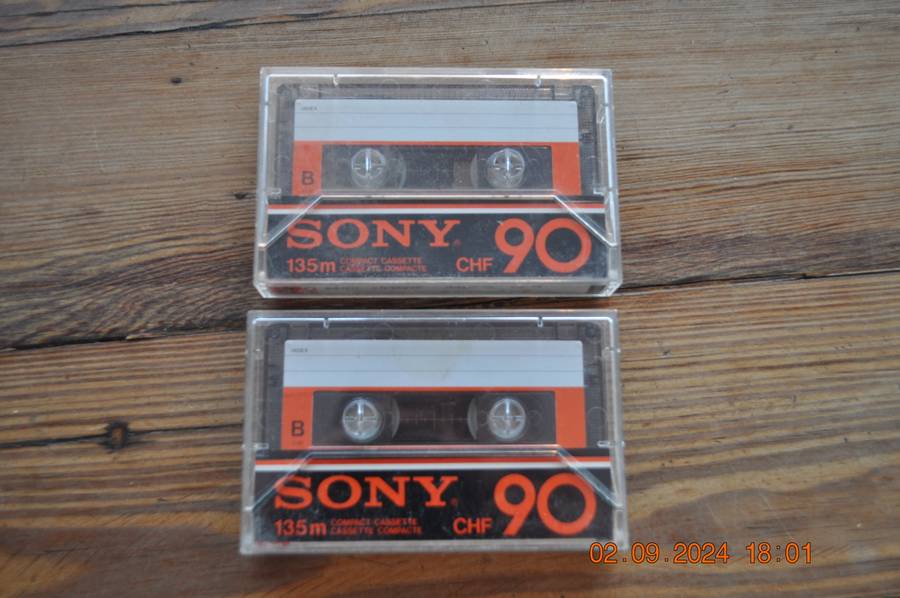 INDEX
B
SONY
135m COMPACT CASSETTE
CASSETTE COMPACTE
CHF 90
INDEX
B
SONY
135m COMPACT CASSETTE
CASSETTE COMPACTE
CHF 90
02.09.2024 18:01